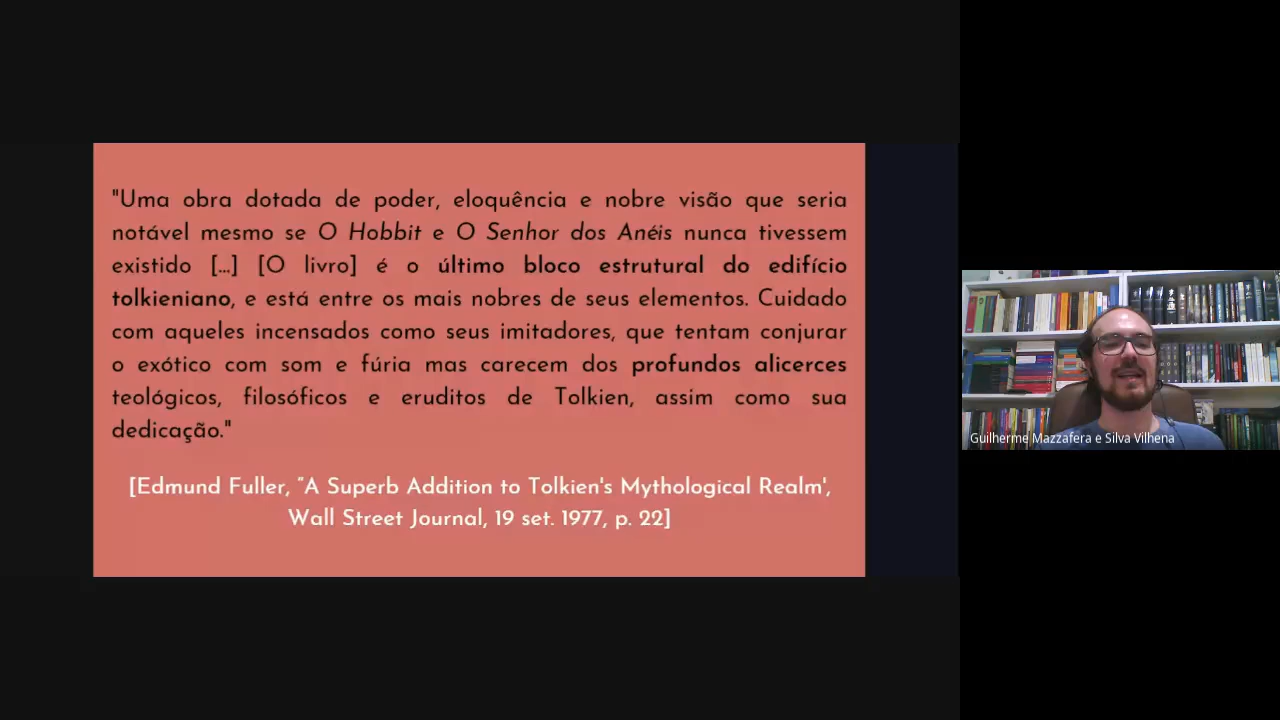 "Uma obra dotada de poder, eloquência e nobre visão que seria
notável mesmo se O Hobbit e O Senhor dos Anéis nunca tivessem
existido [...] [O livro] é o último bloco estrutural do edifício
tolkieniano, e está entre os mais nobres de seus elementos. Cuidado
com aqueles incensados como seus imitadores, que tentam conjurar
o exótico com som e fúria mas carecem dos profundos alicerces
teológicos, filosóficos e eruditos de Tolkien, assim como sua
dedicação."
[Edmund Fuller, "A Superb Addition to Tolkien's Mythological Realm',
Wall Street Journal, 19 set. 1977, p. 22]
Guilherme Mazzafera e Silva Vilhena